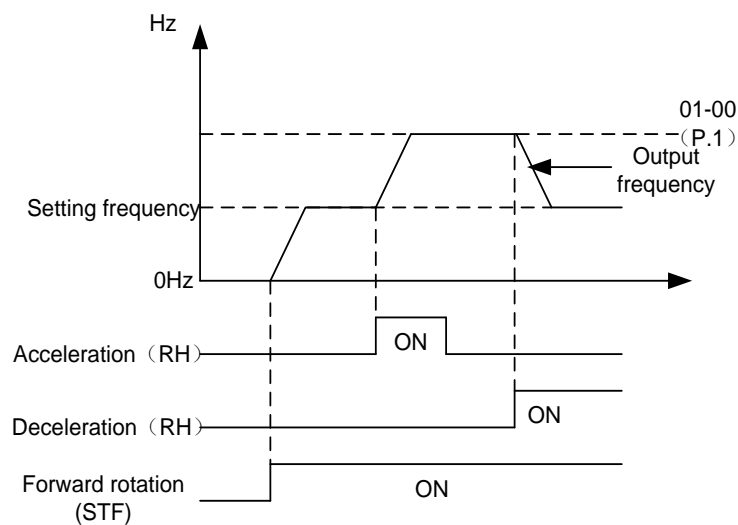 Hz
01-00
（P.1）
Output
frequency
Setting frequency
0Hz
Acceleration（RH）
ON
Deceleration（RH）
ON
Forward rotation
(STF)
ON